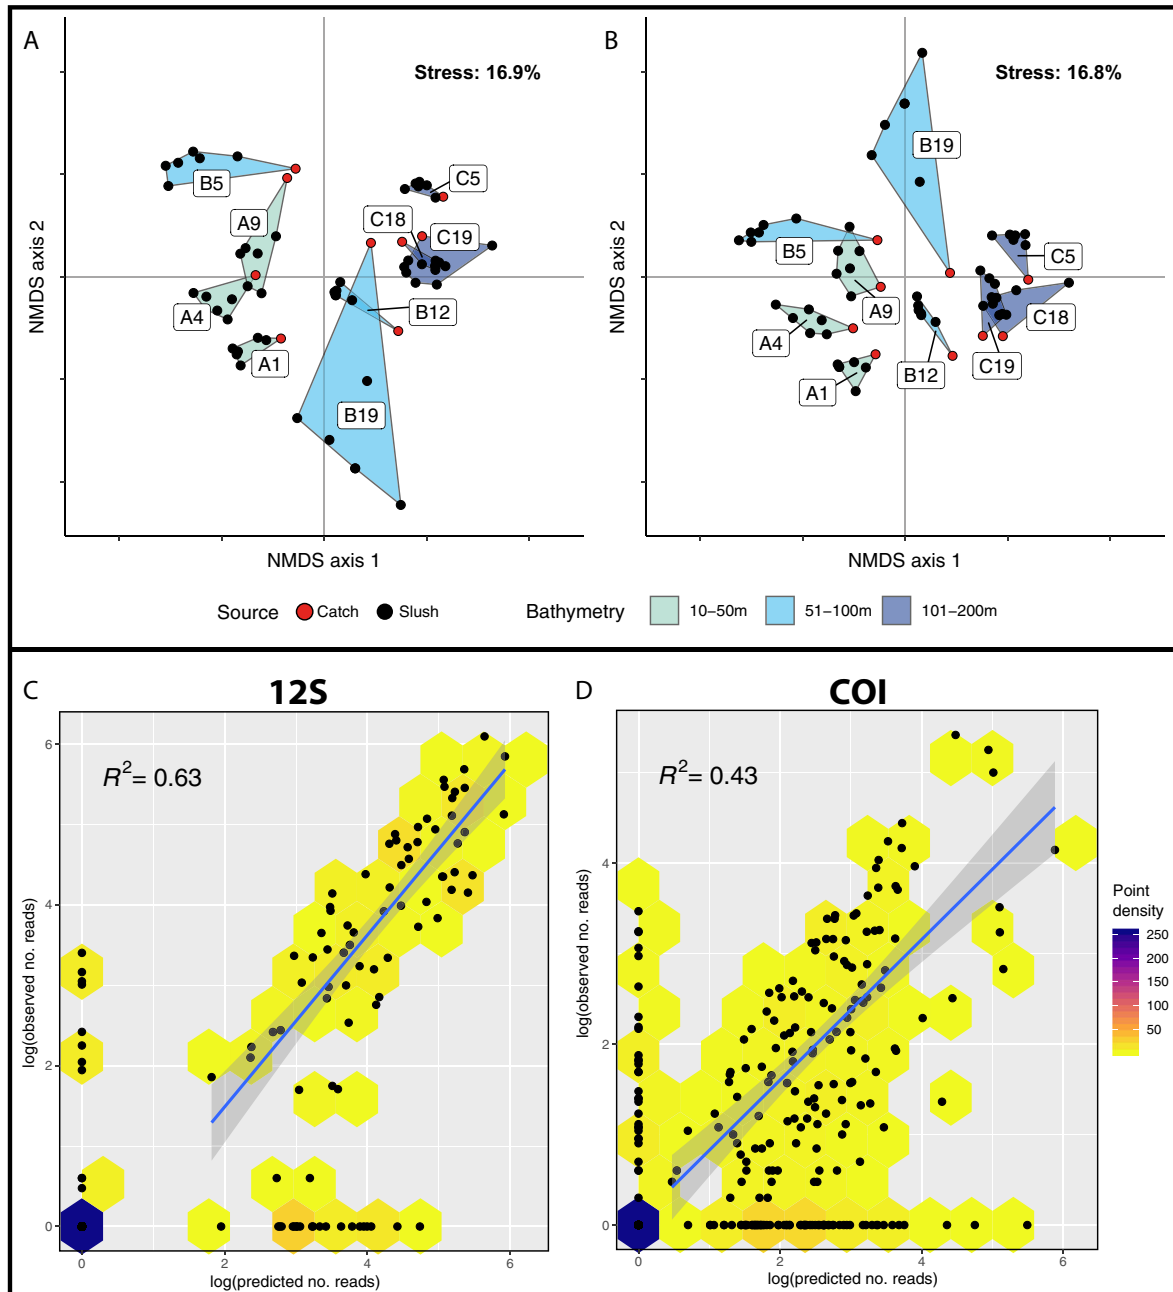 A
Stress: 16.9%
B5
A9
C5
C18
C19
A4
B12
A1
B19
NMDS axis 2
NMDS axis 1
B
Stress: 16.8%
B19
B5
C5
A9
A4
C18
B12
C19
A1
NMDS axis 2
NMDS axis 1
Source
Catch
Slush
Bathymetry
10–50m
51–100m
101–200m
C
12S
R²= 0.63
6
4
2
0
log(observed no. reads)
0 2 4 6
log(predicted no. reads)
D
COI
R²= 0.43
4
2
0
log(observed no. reads)
0 2 4 6
log(predicted no. reads)
Point
density
250
200
150
100
50